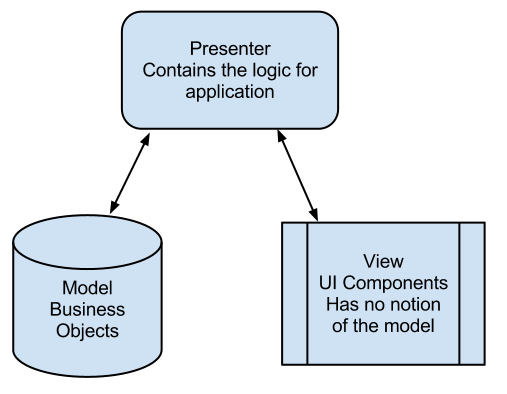 Presenter
Contains the logic for
application
Model
Business
Objects
View
UI Components
Has no notion
of the model